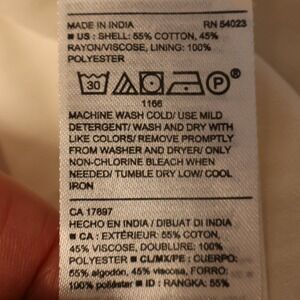 MADE IN INDIA RN 54023
■ US : SHELL: 55% COTTON, 45%
RAYON/VISCOSE, LINING: 100%
POLYESTER
30 P ®
1166
MACHINE WASH COLD/ USE MILD
DETERGENT/ WASH AND DRY WITH
LIKE COLORS/ REMOVE PROMPTLY
FROM WASHER AND DRYER/ ONLY
NON-CHLORINE BLEACH WHEN
NEEDED/ TUMBLE DRY LOW/ COOL
IRON
CA 17897
HECHO EN INDIA / DIBUAT DI INDIA
■ CA : EXTÉRIEUR: 55% COTON,
45% VISCOSE, DOUBLURE: 100%
POLYESTER ■ CL/MX/PE : CUERPO:
55% algodón, 45% viscosa, FORRO:
100% poliéster ■ ID : RANGKA: 55%